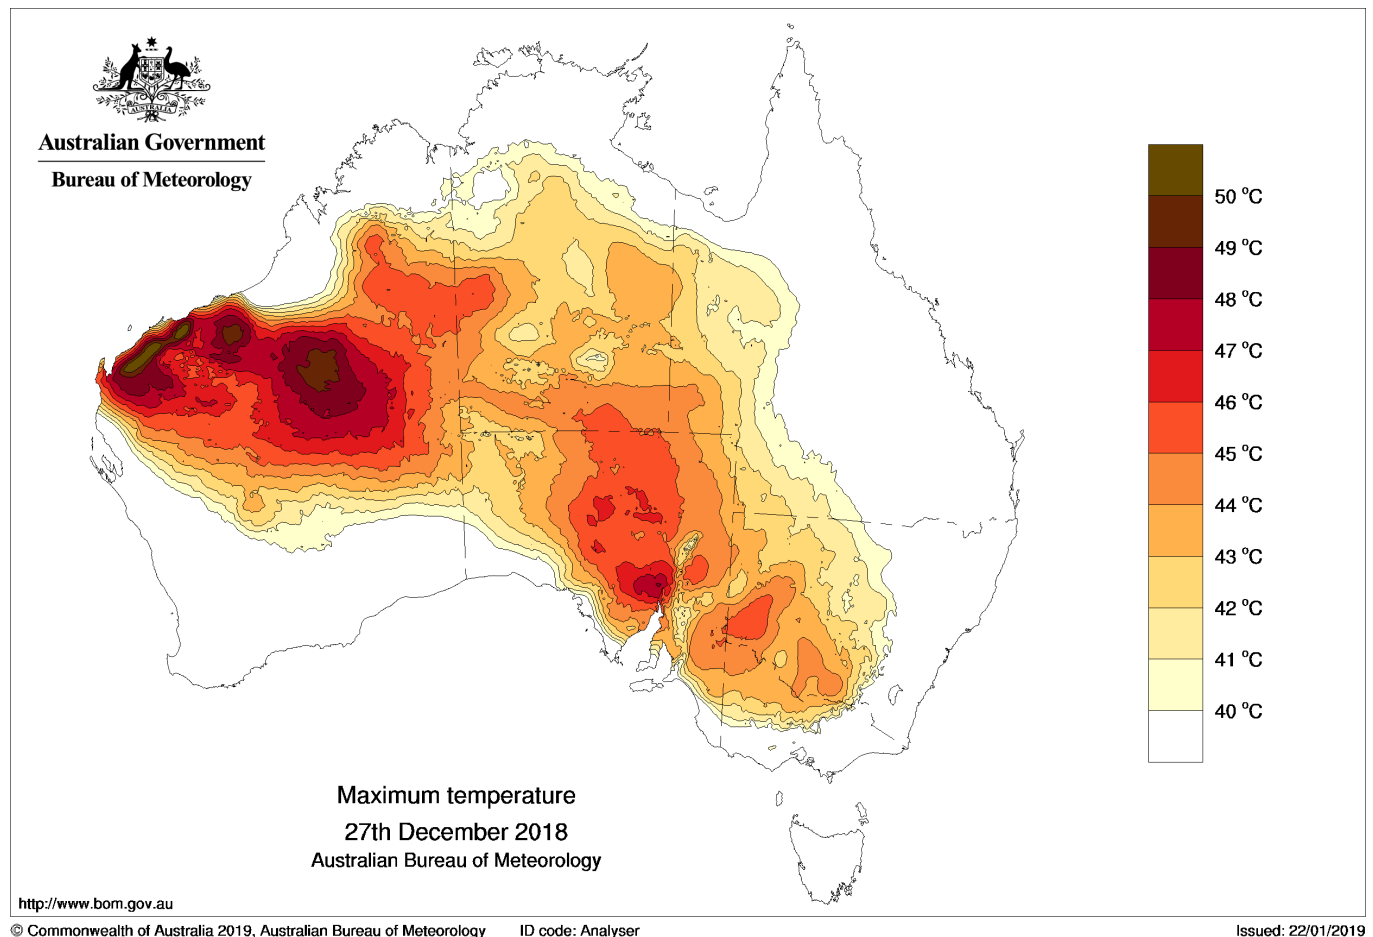 AUSTRALIA
Australian Government
Bureau of Meteorology
50 °C
49 °C
48 °C
47 °C
46 °C
45 °C
44 °C
43 °C
42 °C
41 °C
40 °C
Maximum temperature
27th December 2018
Australian Bureau of Meteorology
http://www.bom.gov.au
© Commonwealth of Australia 2019, Australian Bureau of Meteorology ID code: Analyser Issued: 22/01/2019